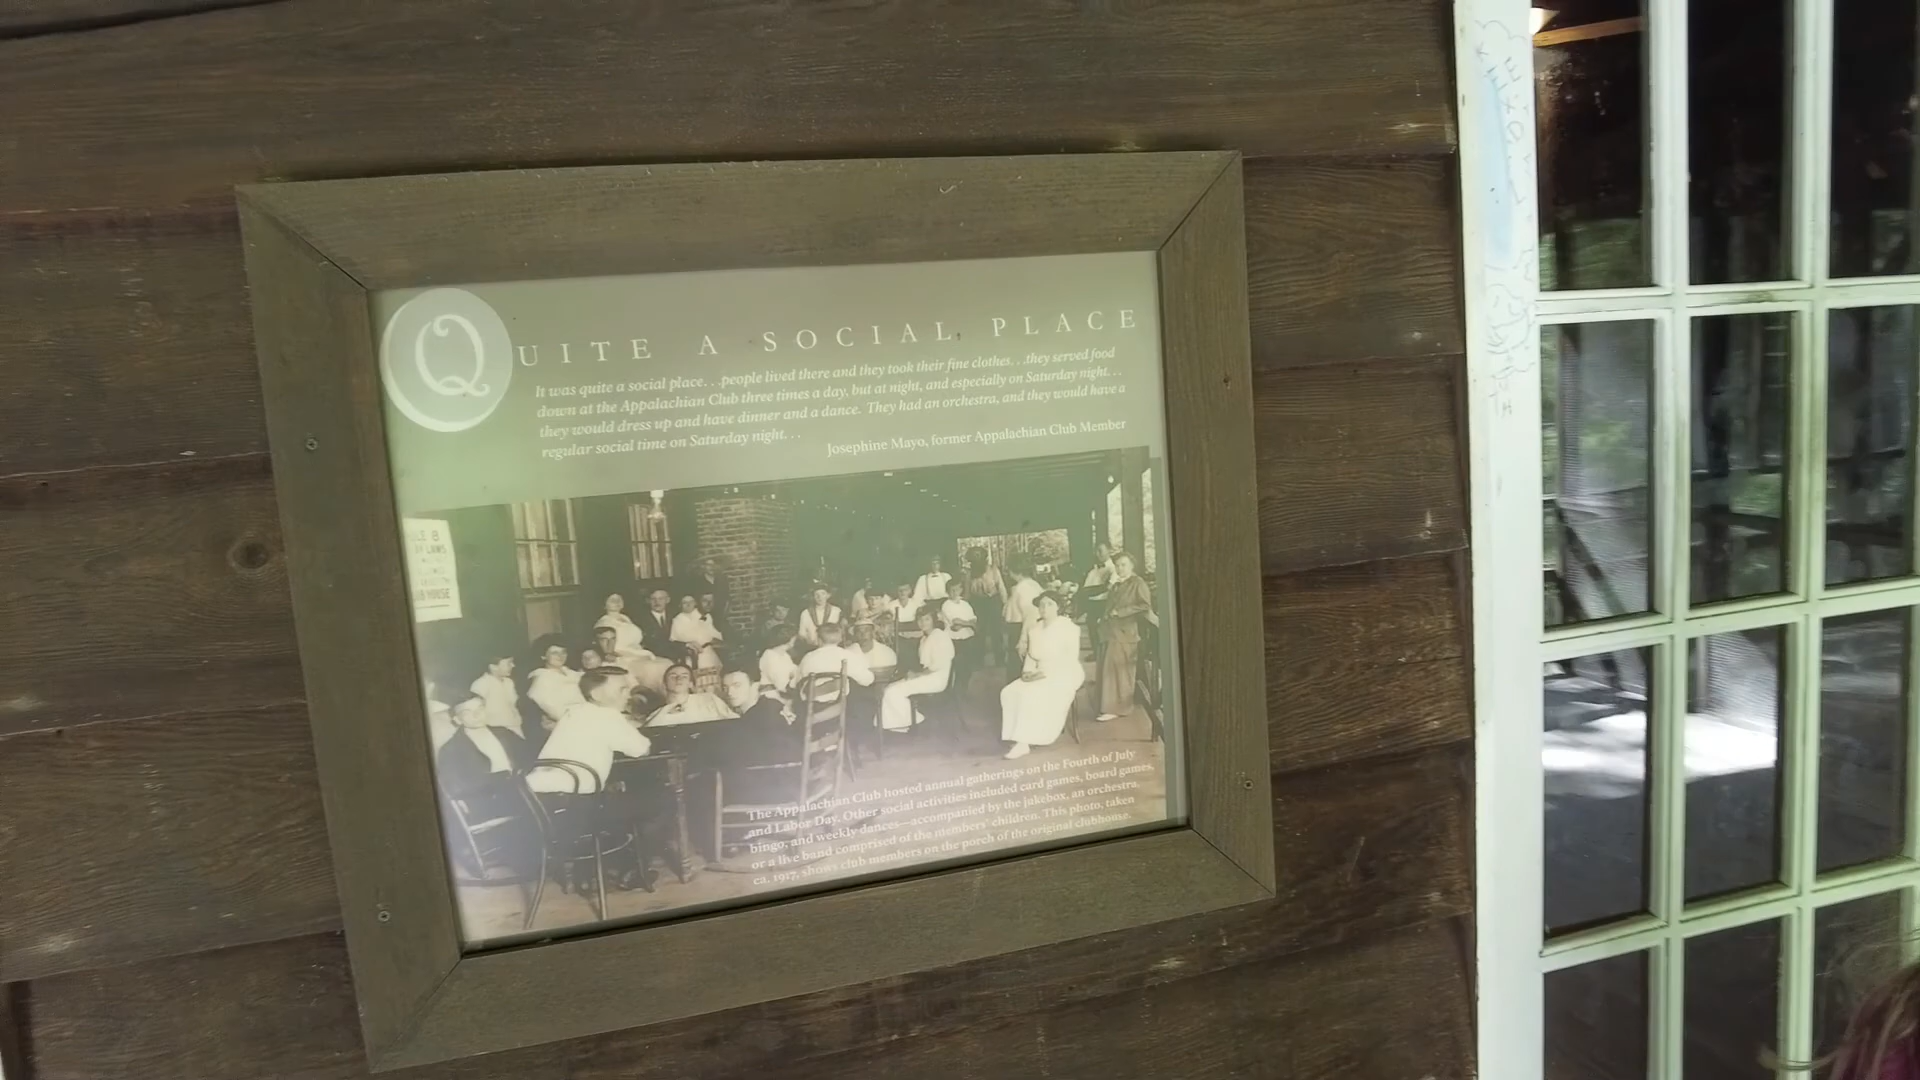 QUITE A SOCIAL PLACE
It was quite a social place. . .people lived there and they took their fine clothes. . .they served food
down at the Appalachian Club three times a day, but at night, and especially on Saturday night. . .
they would dress up and have dinner and a dance. They had an orchestra, and they would have a
regular social time on Saturday night. . .
Josephine Mayo, former Appalachian Club Member
LAWS
HOUSE
The Appalachian Club hosted annual gatherings on the Fourth of July
and Labor Day. Other social activities included card games, board games,
bingo, and weekly dances—accompanied by the jukebox, an orchestra,
or a live band comprised of the members' children. This photo, taken
ca. 1917, shows club members on the porch of the original clubhouse.